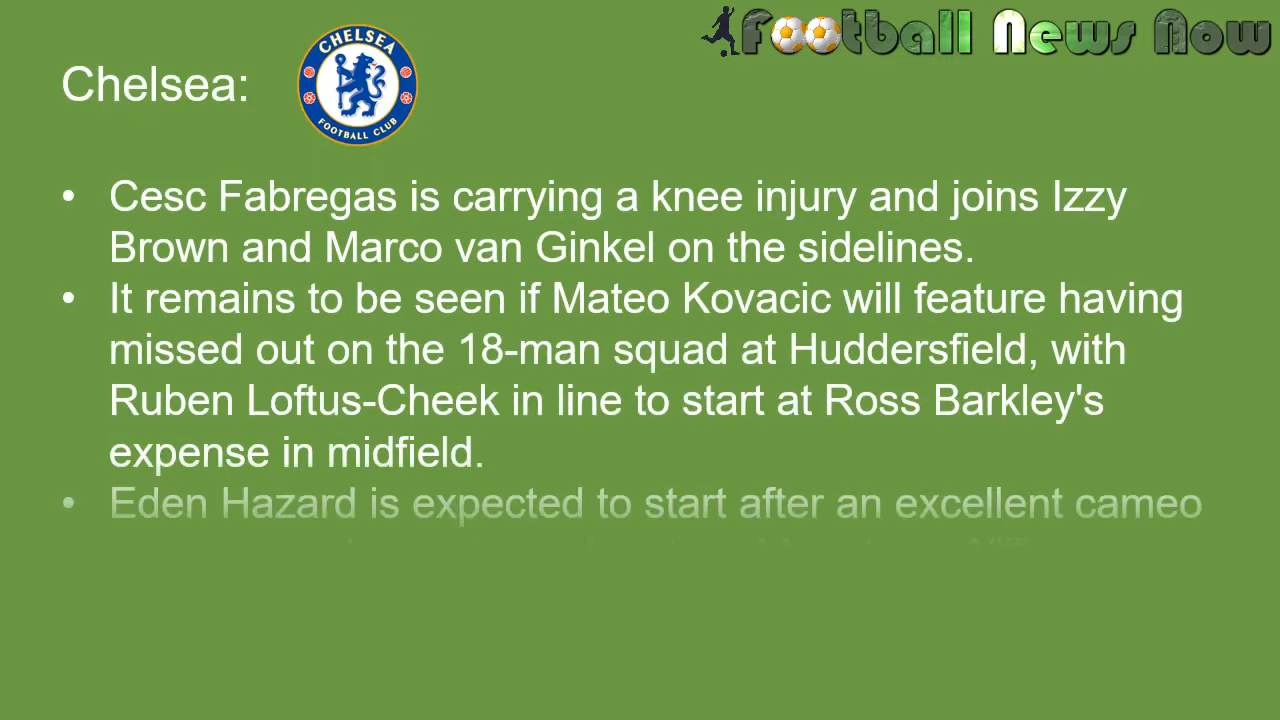 Football News Now
Chelsea:
CHELSEA
FOOTBALL CLUB
• Cesc Fabregas is carrying a knee injury and joins Izzy
Brown and Marco van Ginkel on the sidelines.
• It remains to be seen if Mateo Kovacic will feature having
missed out on the 18-man squad at Huddersfield, with
Ruben Loftus-Cheek in line to start at Ross Barkley's
expense in midfield.
• Eden Hazard is expected to start after an excellent cameo